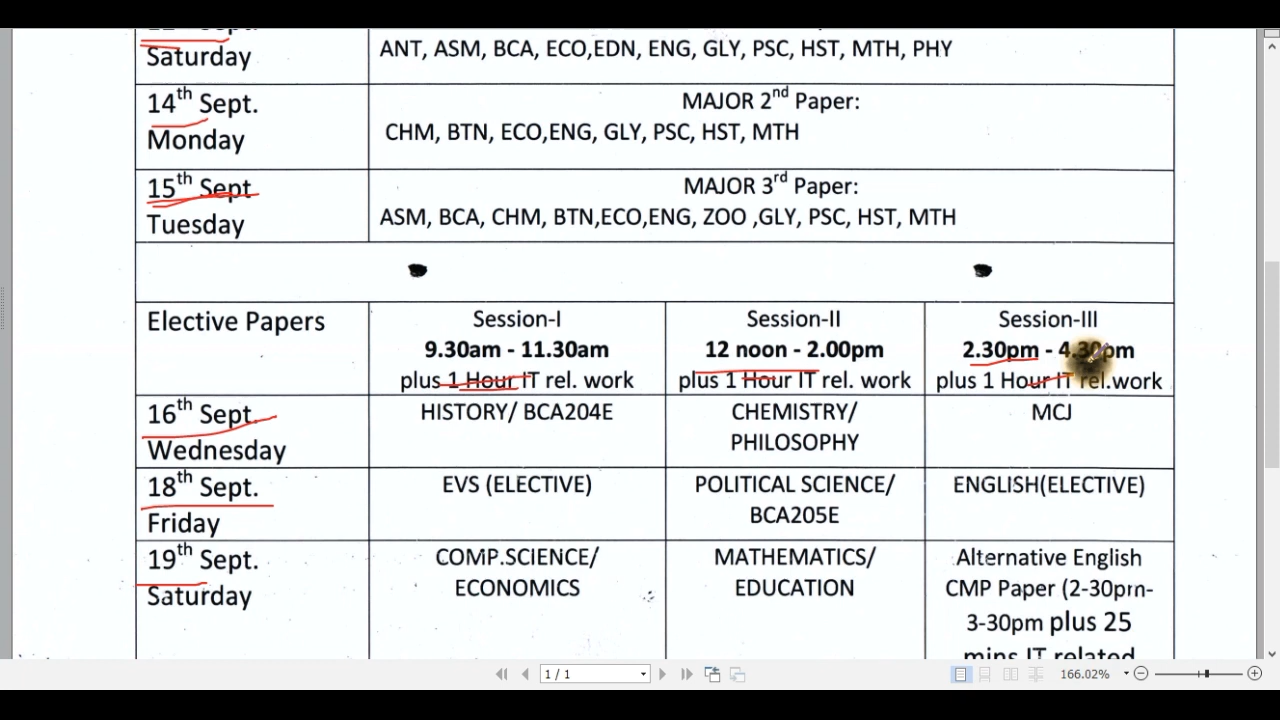 Saturday
ANT, ASM, BCA, ECO,EDN, ENG, GLY, PSC, HST, MTH, PHY
14th Sept.
Monday
MAJOR 2nd Paper:
CHM, BTN, ECO,ENG, GLY, PSC, HST, MTH
15th Sept
Tuesday
MAJOR 3rd Paper:
ASM, BCA, CHM, BTN,ECO,ENG, ZOO ,GLY, PSC, HST, MTH
Elective Papers
Session-I
9.30am - 11.30am
plus 1 Hour IT rel. work
Session-II
12 noon - 2.00pm
plus 1 Hour IT rel. work
Session-III
2.30pm - 4.30pm
plus 1 Hour IT rel.work
16th Sept.
Wednesday
HISTORY/ BCA204E
CHEMISTRY/
PHILOSOPHY
MCJ
18th Sept.
Friday
EVS (ELECTIVE)
POLITICAL SCIENCE/
BCA205E
ENGLISH(ELECTIVE)
19th Sept.
Saturday
COMP.SCIENCE/
ECONOMICS
MATHEMATICS/
EDUCATION
Alternative English
CMP Paper (2-30pm-
3-30pm plus 25
mins IT related
1 / 1
166.02%